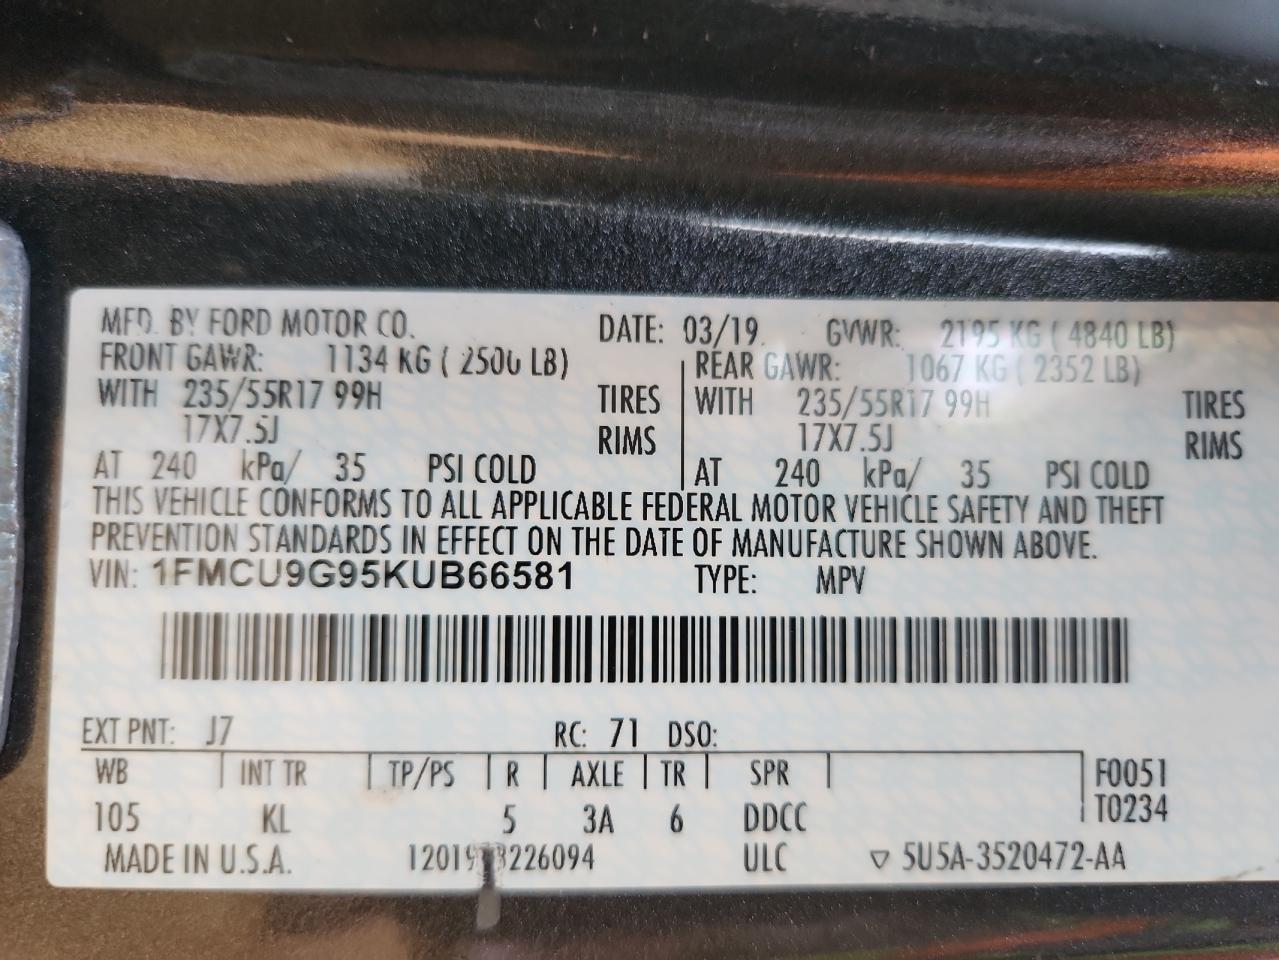 MFD. BY FORD MOTOR CO. DATE: 03/19 GVWR: 2195 KG ( 4840 LB)
FRONT GAWR: 1134 KG ( 2500 LB) REAR GAWR: 1067 KG ( 2352 LB)
WITH 235/55R17 99H TIRES WITH 235/55R17 99H TIRES
17X7.5J RIMS 17X7.5J RIMS
AT 240 kPa/ 35 PSI COLD AT 240 kPa/ 35 PSI COLD
THIS VEHICLE CONFORMS TO ALL APPLICABLE FEDERAL MOTOR VEHICLE SAFETY AND THEFT
PREVENTION STANDARDS IN EFFECT ON THE DATE OF MANUFACTURE SHOWN ABOVE.
VIN: 1FMCU9G95KUB66581 TYPE: MPV
EXT PNT: J7 RC: 71 DSO:
WB INT TR TP/PS R AXLE TR SPR F0051
105 KL 5 3A 6 DDCC T0234
MADE IN U.S.A. ULC ▽ 5U5A-3520472-AA